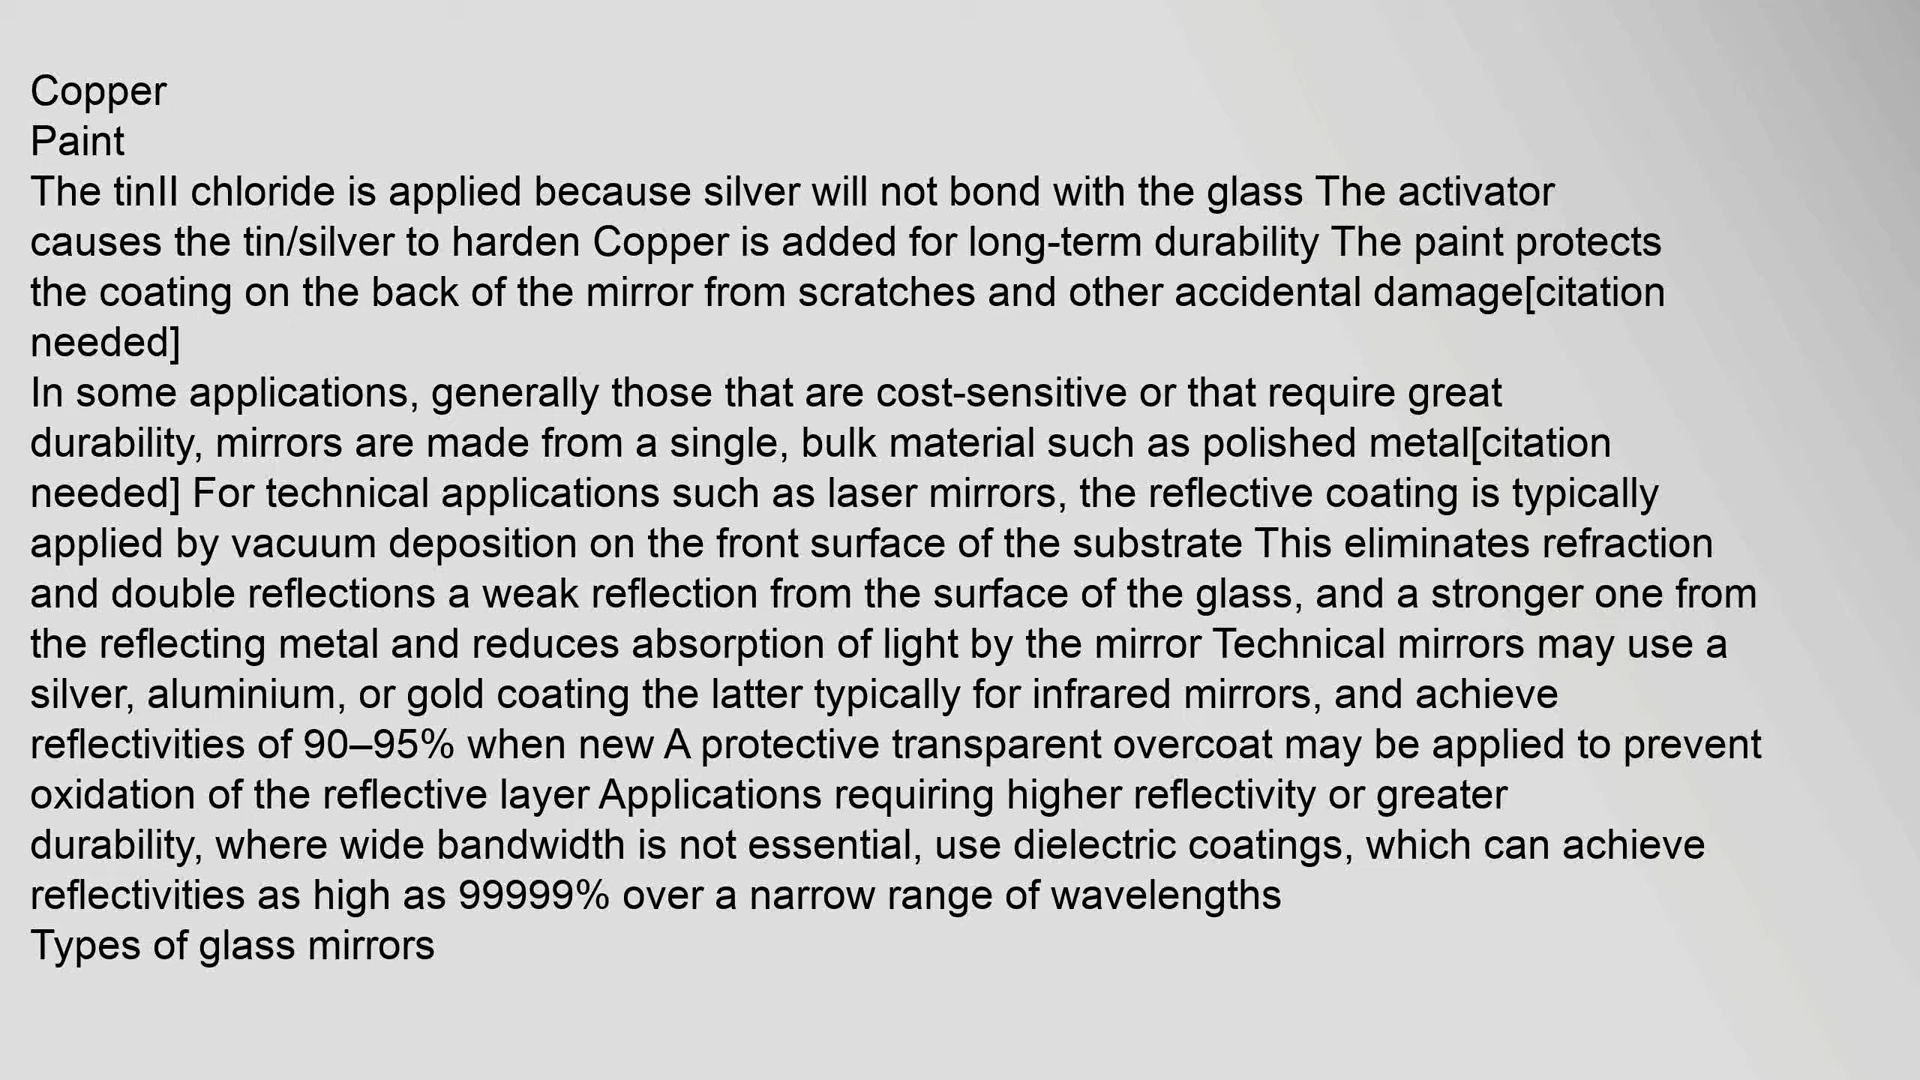 Copper
Paint
The tinII chloride is applied because silver will not bond with the glass The activator
causes the tin/silver to harden Copper is added for long-term durability The paint protects
the coating on the back of the mirror from scratches and other accidental damage[citation
needed]
In some applications, generally those that are cost-sensitive or that require great
durability, mirrors are made from a single, bulk material such as polished metal[citation
needed] For technical applications such as laser mirrors, the reflective coating is typically
applied by vacuum deposition on the front surface of the substrate This eliminates refraction
and double reflections a weak reflection from the surface of the glass, and a stronger one from
the reflecting metal and reduces absorption of light by the mirror Technical mirrors may use a
silver, aluminium, or gold coating the latter typically for infrared mirrors, and achieve
reflectivities of 90–95% when new A protective transparent overcoat may be applied to prevent
oxidation of the reflective layer Applications requiring higher reflectivity or greater
durability, where wide bandwidth is not essential, use dielectric coatings, which can achieve
reflectivities as high as 99999% over a narrow range of wavelengths
Types of glass mirrors